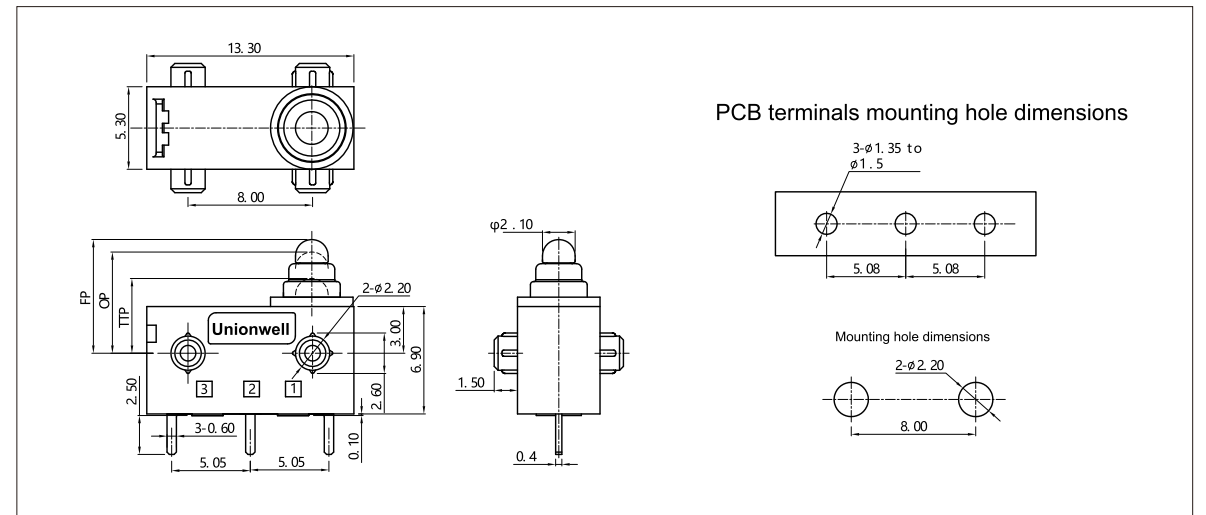 13.30
5.30
8.00
PCB terminals mounting hole dimensions
3-ø1.35 to
ø1.5
5.08
5.08
FP
OP
TTP
2-ø2.20
Unionwell
3.00
6.90
3
2
1
2.50
2.60
3-0.60
0.10
5.05
5.05
φ2.10
1.50
0.4
Mounting hole dimensions
2-ø2.20
8.00